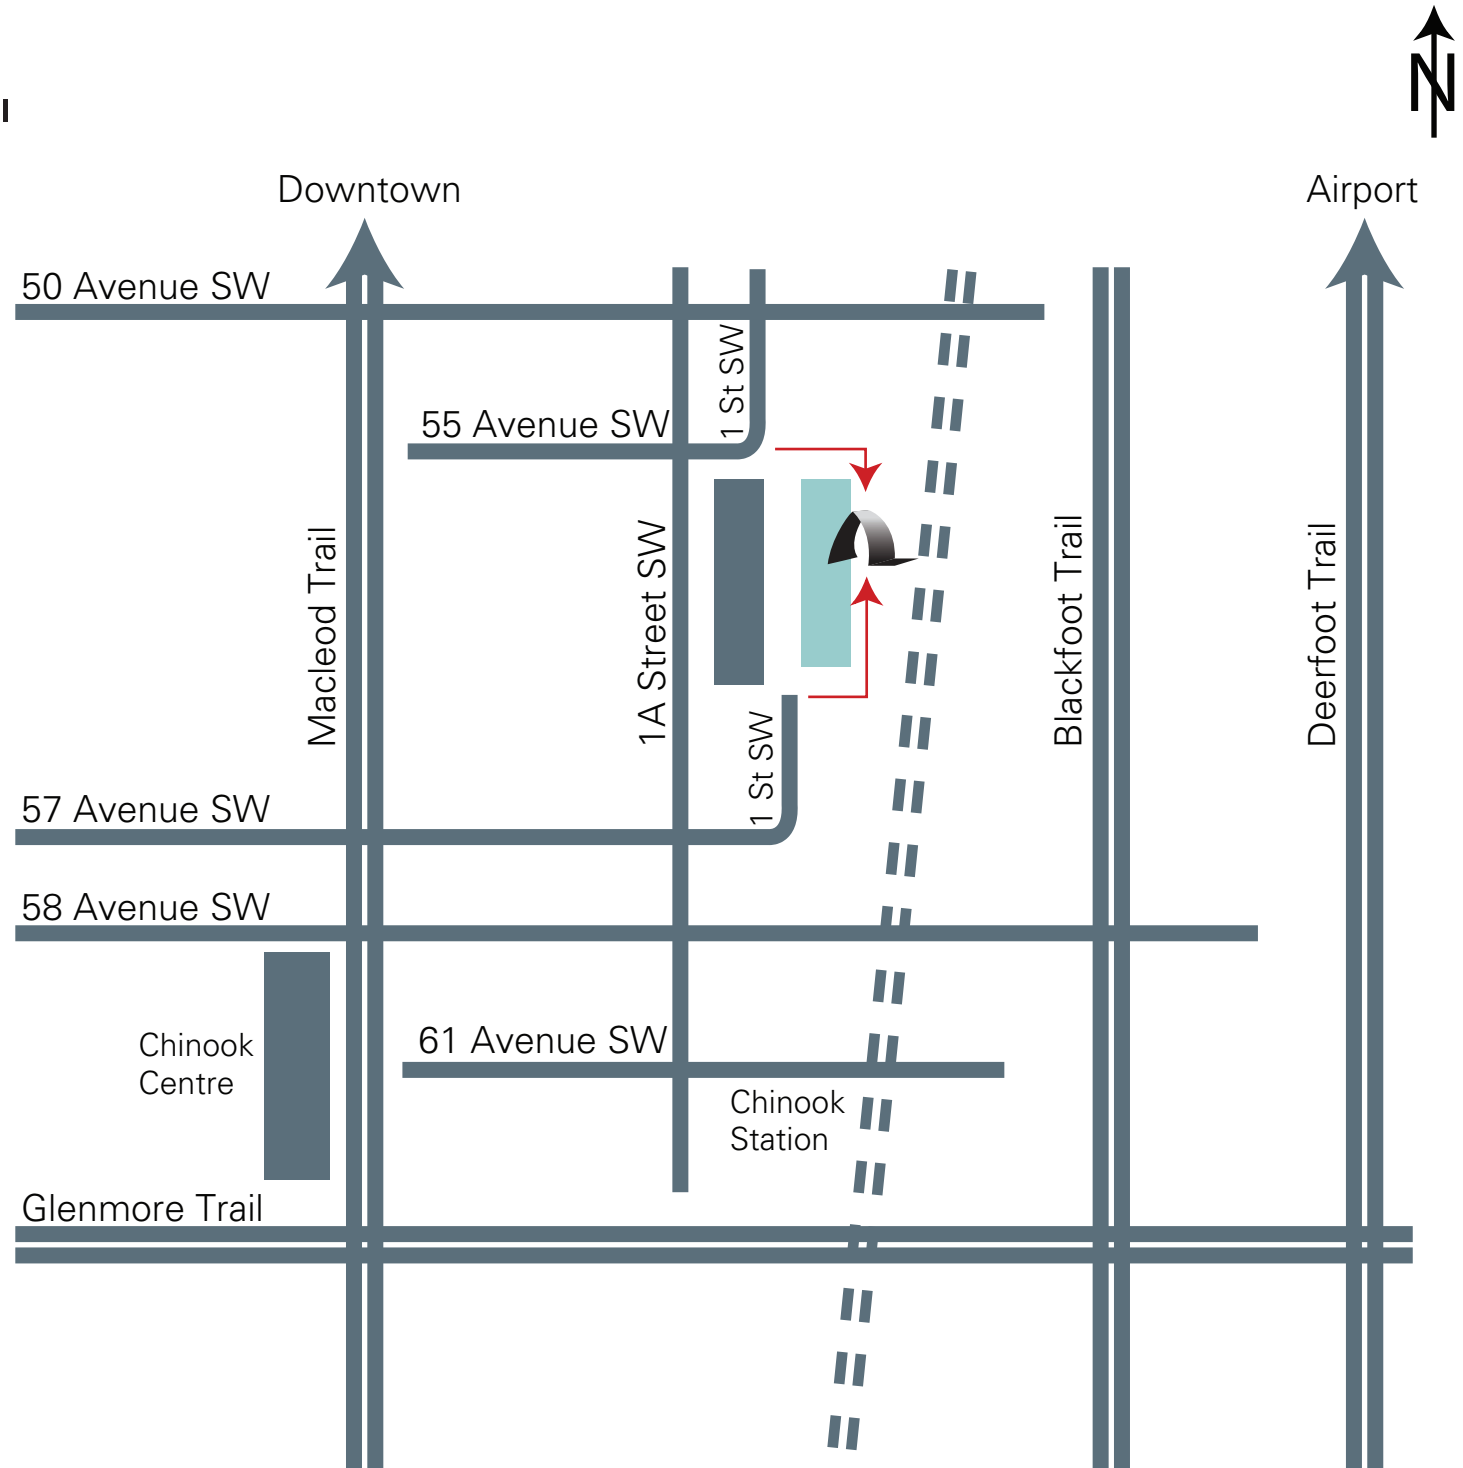 N
Downtown
Airport
50 Avenue SW
1 St SW
55 Avenue SW
Macleod Trail
1A Street SW
Blackfoot Trail
Deerfoot Trail
1 St SW
57 Avenue SW
58 Avenue SW
Chinook
Centre
61 Avenue SW
Chinook
Station
Glenmore Trail